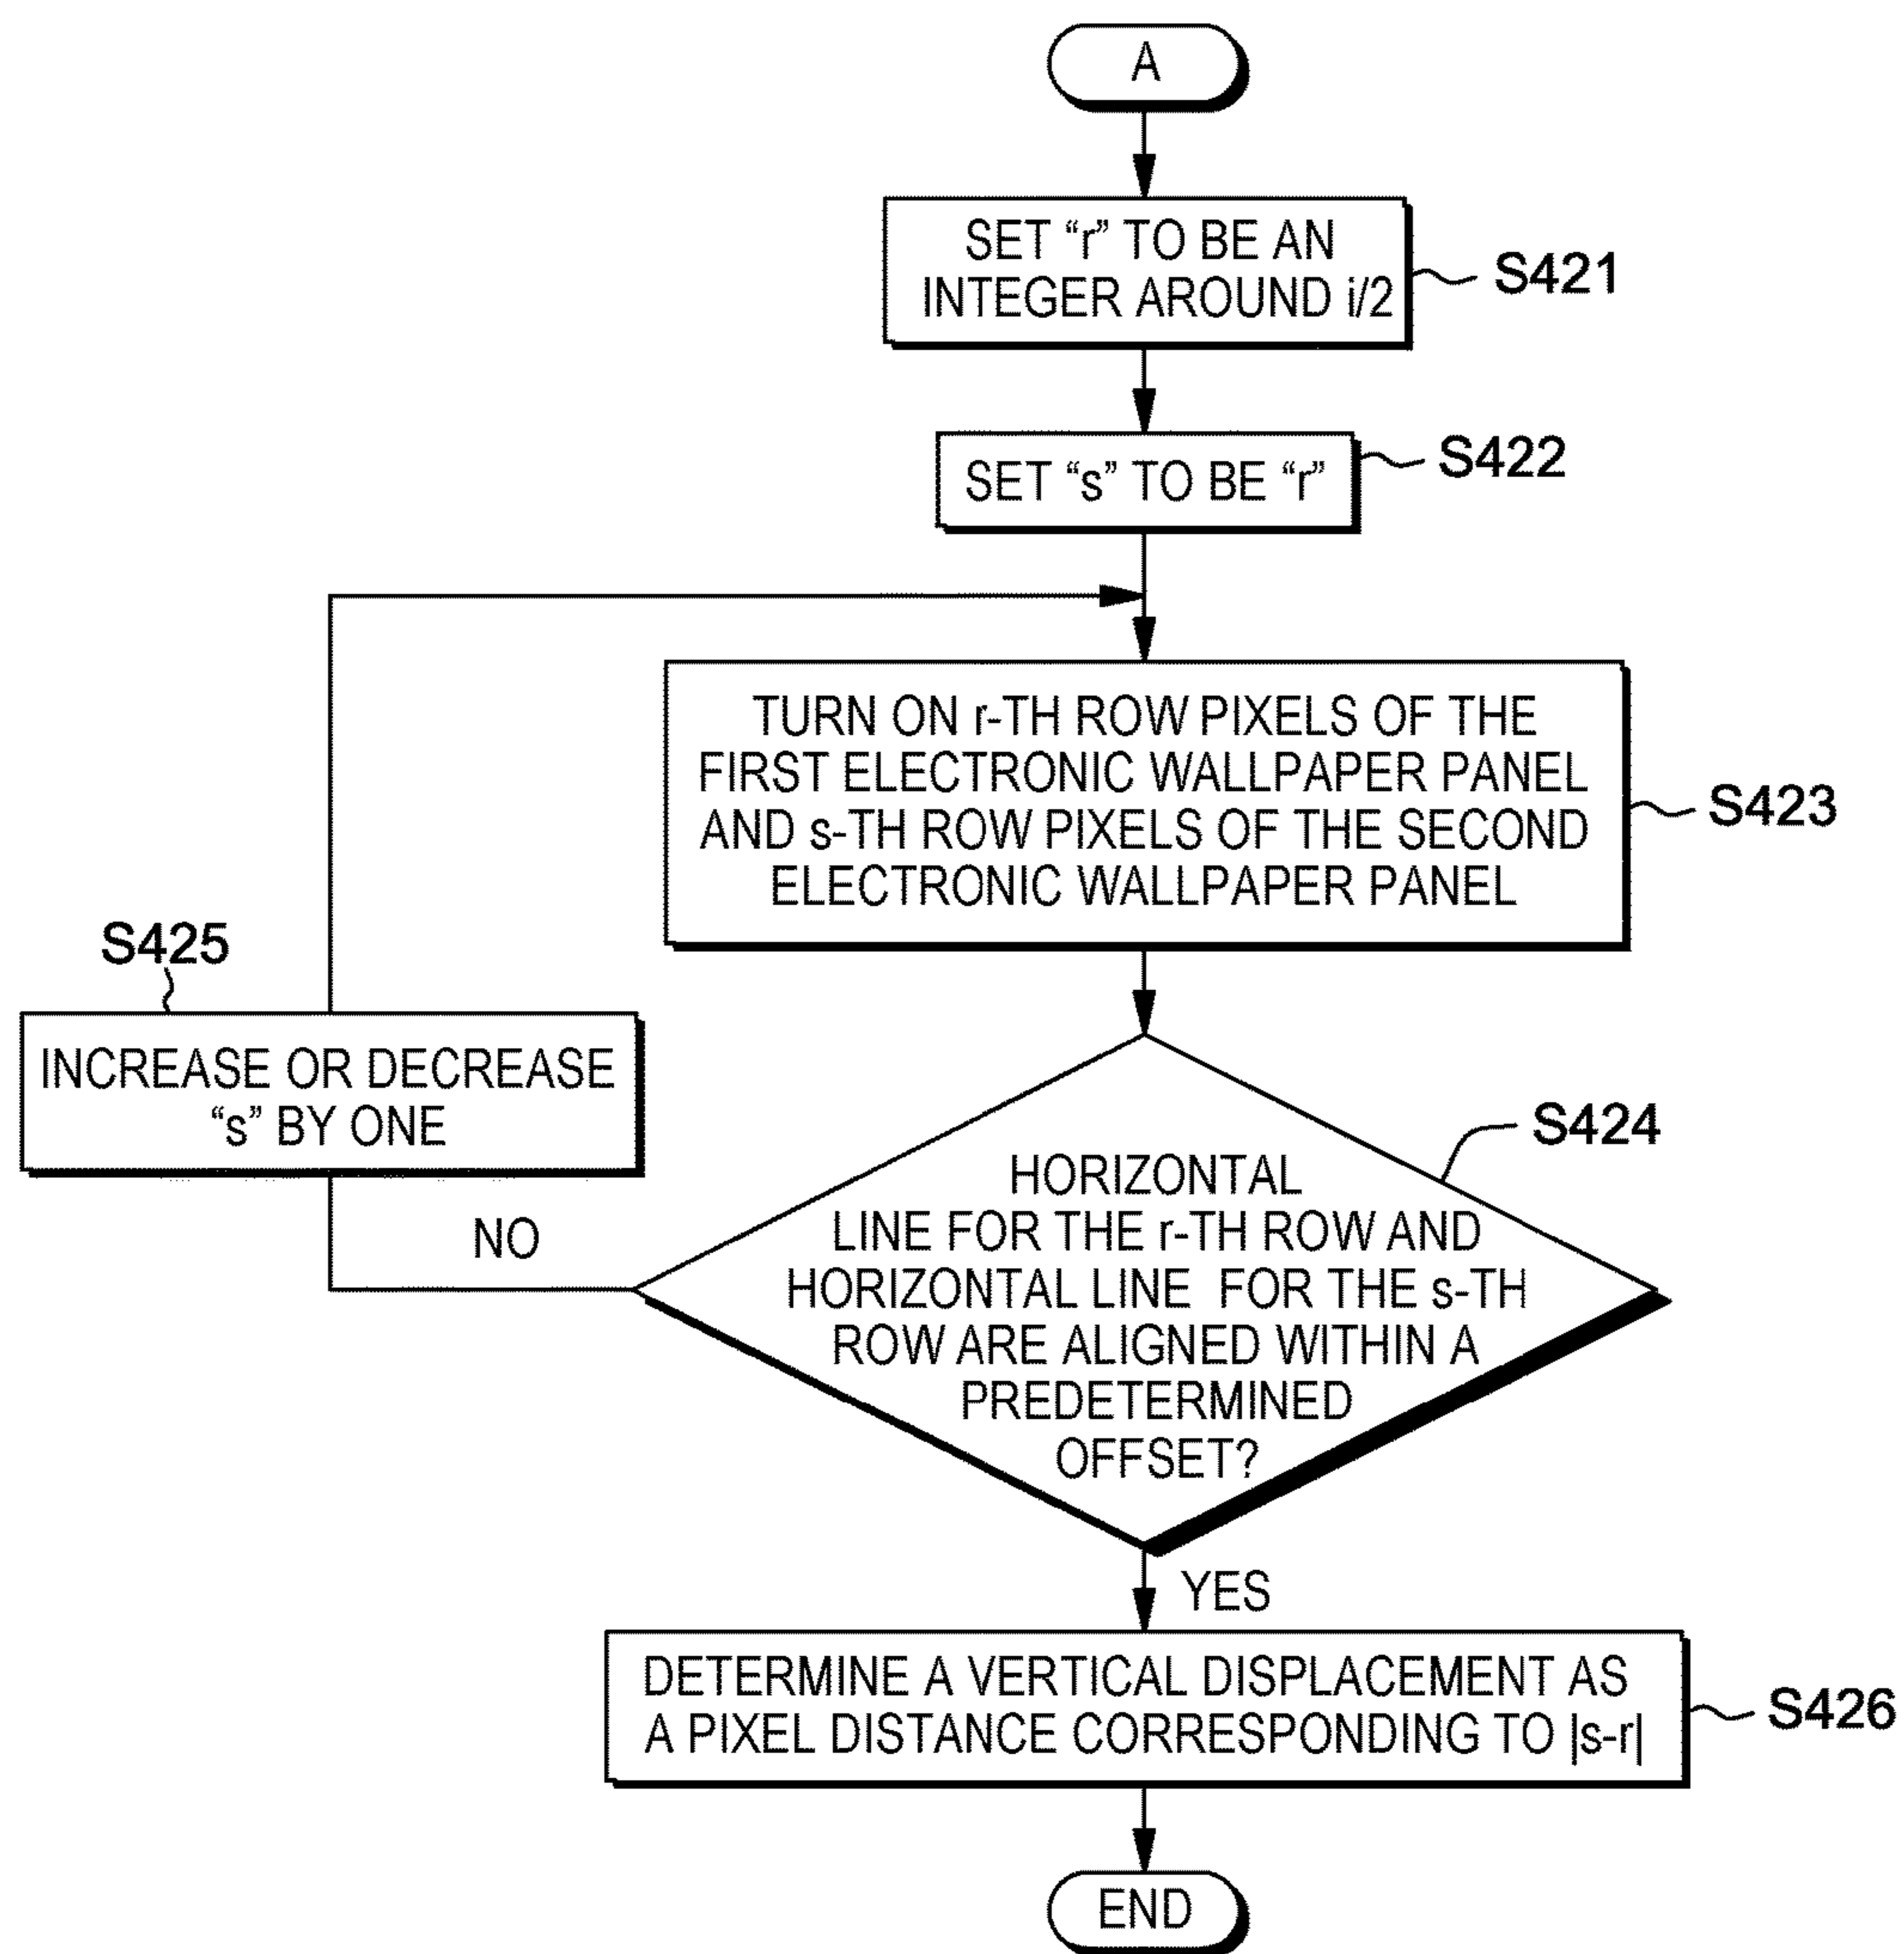 A
SET “r” TO BE AN
INTEGER AROUND i/2
S421
SET “s” TO BE “r”
S422
TURN ON r-TH ROW PIXELS OF THE
FIRST ELECTRONIC WALLPAPER PANEL
AND s-TH ROW PIXELS OF THE SECOND
ELECTRONIC WALLPAPER PANEL
S423
S425
INCREASE OR DECREASE
“s” BY ONE
NO
S424
HORIZONTAL
LINE FOR THE r-TH ROW AND
HORIZONTAL LINE FOR THE s-TH
ROW ARE ALIGNED WITHIN A
PREDETERMINED
OFFSET?
YES
DETERMINE A VERTICAL DISPLACEMENT AS
A PIXEL DISTANCE CORRESPONDING TO |s-r|
S426
END